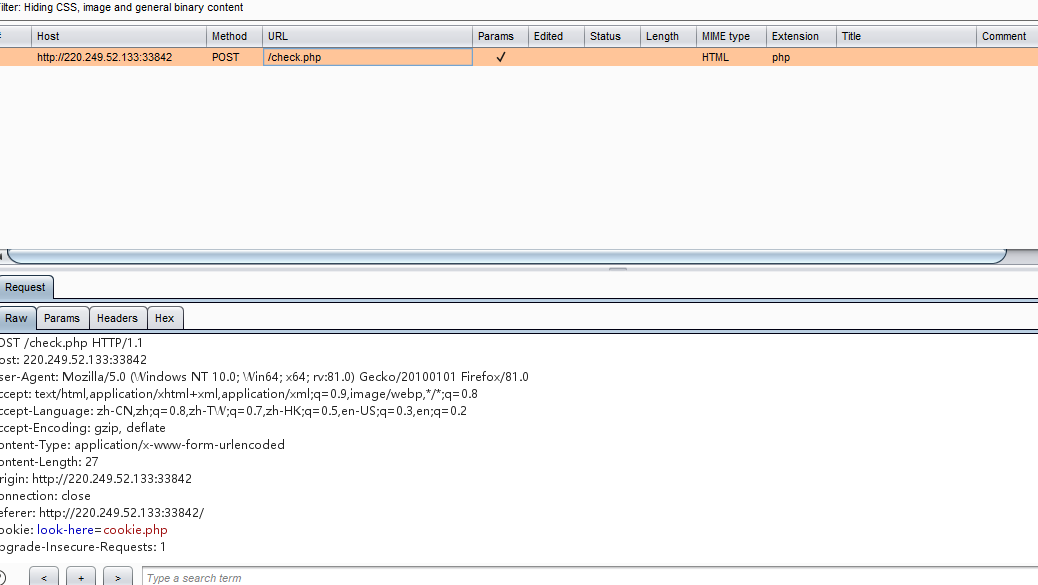 ilter: Hiding CSS, image and general binary content
Host Method URL Params Edited Status Length MIME type Extension Title Comment
http://220.249.52.133:33842 POST /check.php ✓ HTML php
Request
Raw Params Headers Hex
OST /check.php HTTP/1.1
ost: 220.249.52.133:33842
ser-Agent: Mozilla/5.0 (Windows NT 10.0; Win64; x64; rv:81.0) Gecko/20100101 Firefox/81.0
ccept: text/html,application/xhtml+xml,application/xml;q=0.9,image/webp,*/*;q=0.8
ccept-Language: zh-CN,zh;q=0.8,zh-TW;q=0.7,zh-HK;q=0.5,en-US;q=0.3,en;q=0.2
ccept-Encoding: gzip, deflate
ontent-Type: application/x-www-form-urlencoded
ontent-Length: 27
rigin: http://220.249.52.133:33842
onnection: close
eferer: http://220.249.52.133:33842/
ookie: look-here=cookie.php
pgrade-Insecure-Requests: 1
? < + > Type a search term